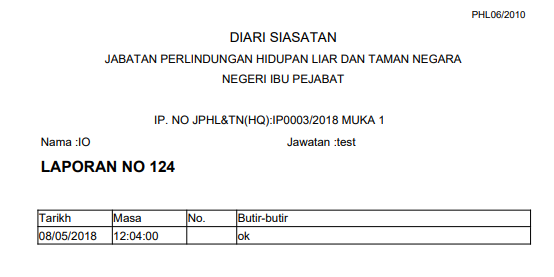 PHL06/2010
DIARI SIASATAN
JABATAN PERLINDUNGAN HIDUPAN LIAR DAN TAMAN NEGARA
NEGERI IBU PEJABAT
IP. NO JPHL&TN(HQ):IP0003/2018 MUKA 1
Nama :IO Jawatan :test
LAPORAN NO 124
Tarikh Masa No. Butir-butir
08/05/2018 12:04:00 ok